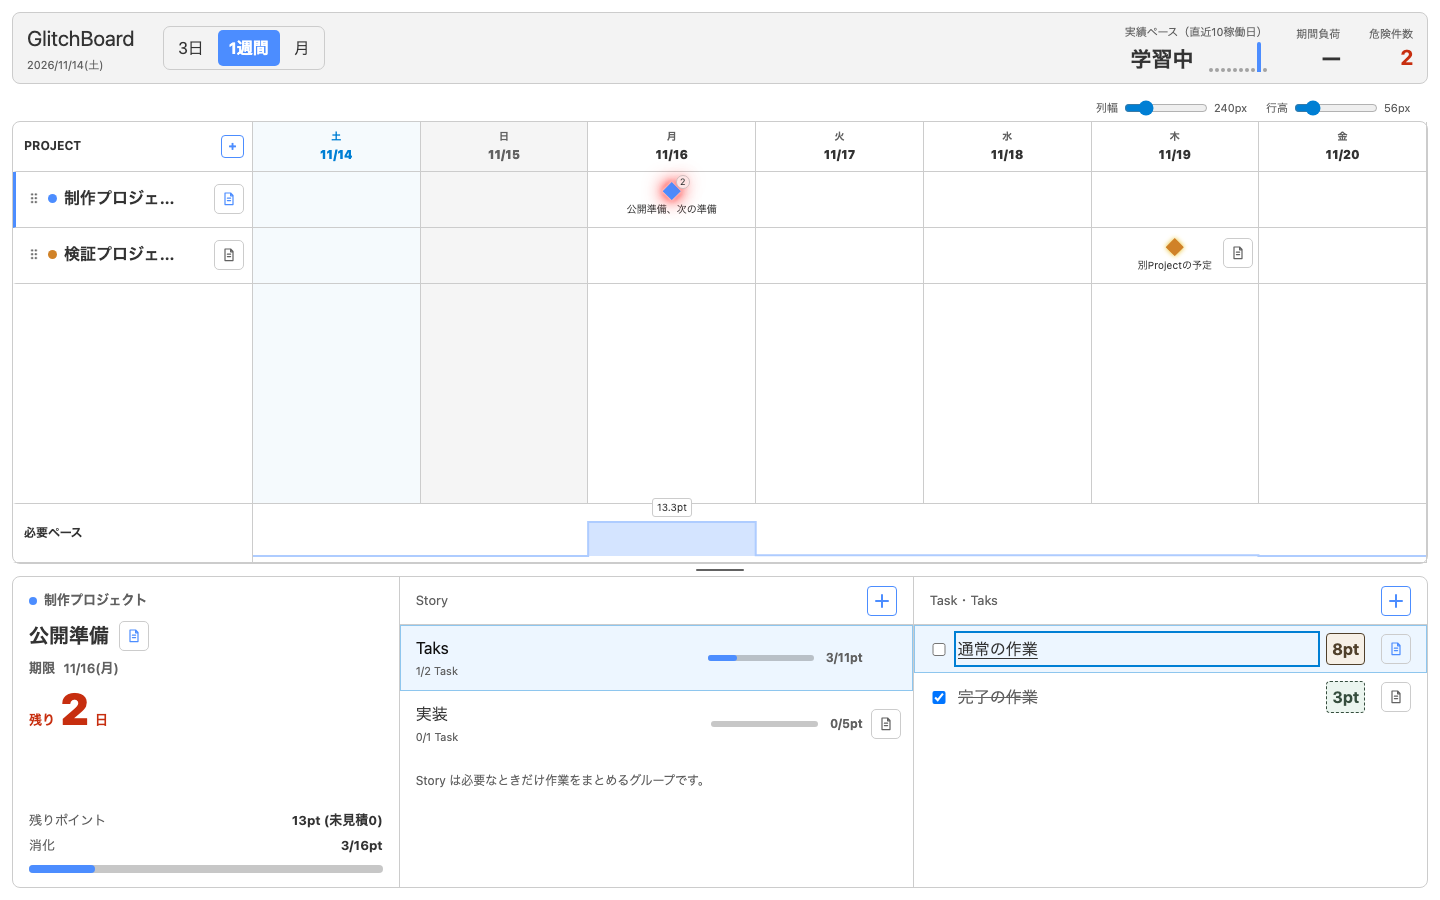 GlitchBoard
2026/11/14(土)
3日 1週間 月
実績ペース（直近10稼働日）
学習中
期間負荷
—
危険件数
2
列幅 240px 行高 56px
PROJECT +
土 11/14
日 11/15
月 11/16
火 11/17
水 11/18
木 11/19
金 11/20
制作プロジェ...
2
公開準備、次の準備
検証プロジェ...
別Projectの予定
必要ペース
13.3pt
制作プロジェクト
公開準備
期限 11/16(月)
残り 2 日
残りポイント 13pt (未見積0)
消化 3/16pt
Story +
Taks
1/2 Task
3/11pt
実装
0/1 Task
0/5pt
Story は必要なときだけ作業をまとめるグループです。
Task・Taks +
通常の作業 8pt
完了の作業 3pt